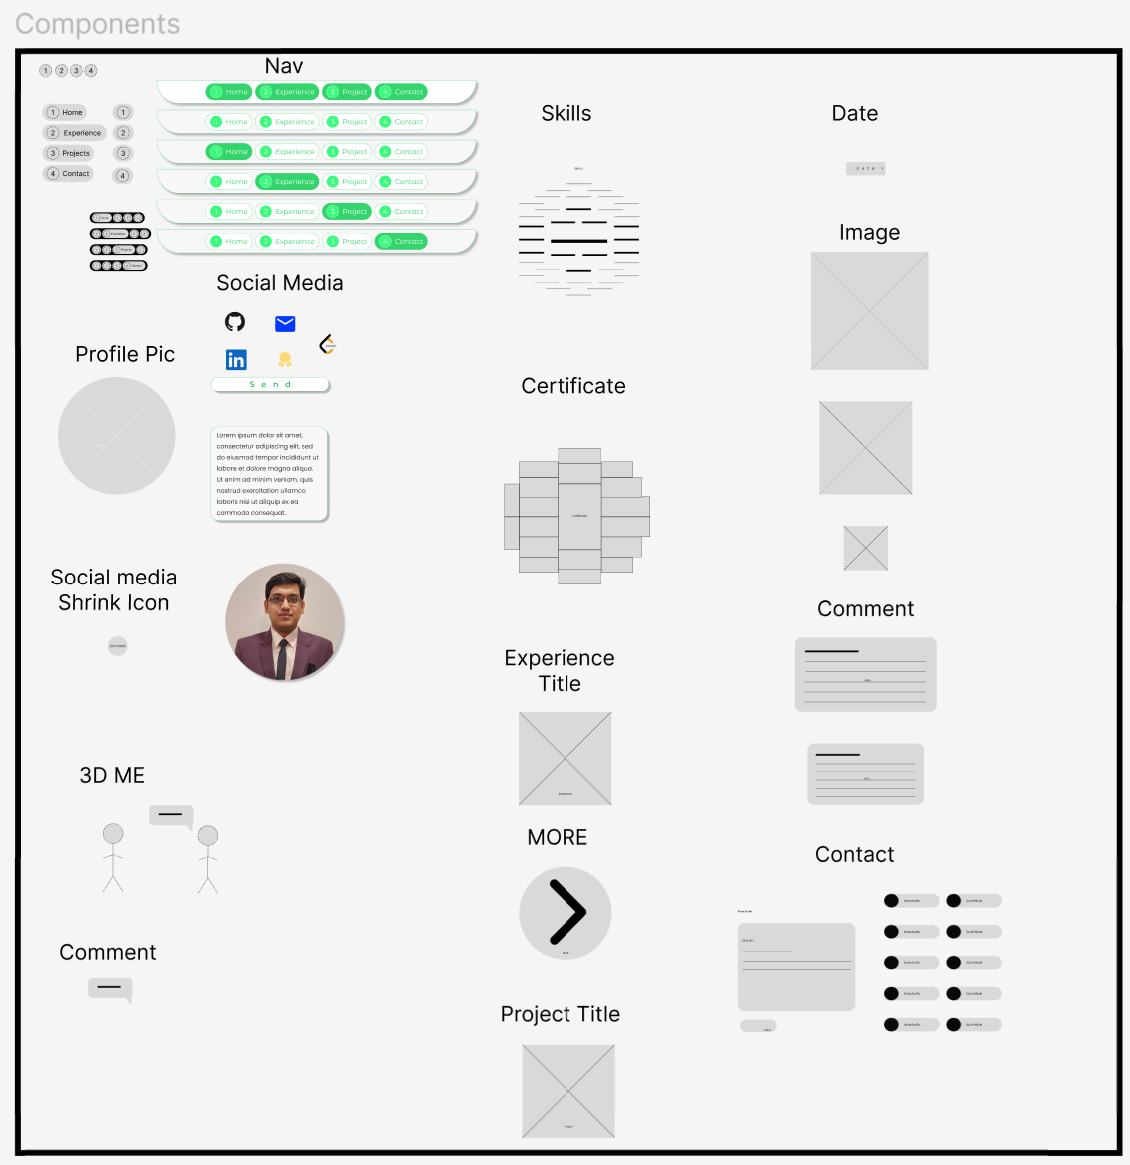 Components
Nav
1 2 3 4
1 Home 1
2 Experience 2
3 Projects 3
4 Contact 4
1 Home 2 Experience 3 Project 4 Contact
1 Home 2 Experience 3 Project 4 Contact
1 Home 2 Experience 3 Project 4 Contact
1 Home 2 Experience 3 Project 4 Contact
1 Home 2 Experience 3 Project 4 Contact
1 Home 2 Experience 3 Project 4 Contact
Social Media
in
Send
Lorem ipsum dolor sit amet,
consectetur adipiscing elit, sed
do eiusmod tempor incididunt ut
labore et dolore magna aliqua.
Ut enim ad minim veniam, quis
nostrud exercitation ullamco
laboris nisi ut aliquip ex ea
commodo consequat.
Profile Pic
Social media
Shrink Icon
3D ME
Comment
Skills
Certificate
Certificate
Experience
Title
MORE
Project Title
Date
DATE
Image
Comment
Contact